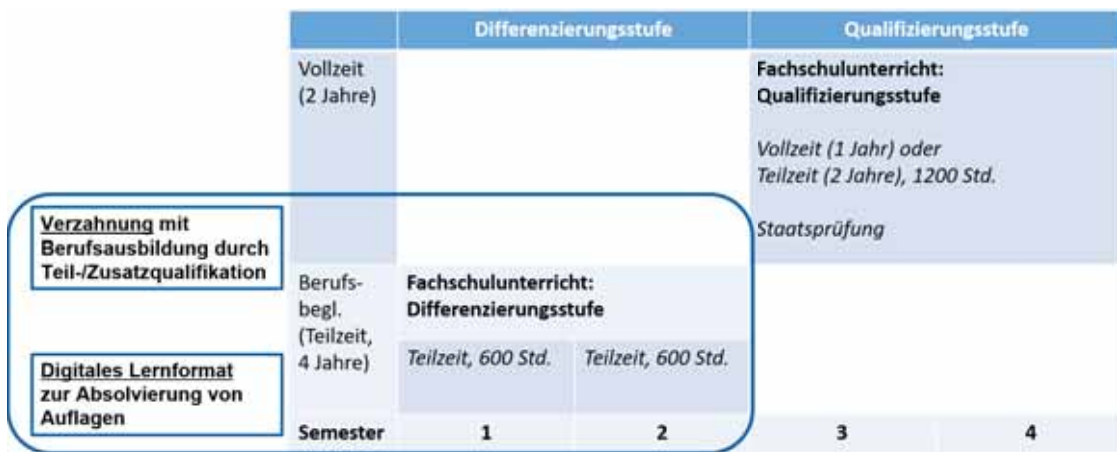 Differenzierungsstufe
Qualifizierungsstufe
Vollzeit
(2 Jahre)
Fachschulunterricht:
Qualifizierungsstufe
Vollzeit (1 Jahr) oder
Teilzeit (2 Jahre), 1200 Std.
Staatsprüfung
Verzahnung mit
Berufsausbildung durch
Teil-/Zusatzqualifikation
Berufs-
begl.
(Teilzeit,
4 Jahre)
Fachschulunterricht:
Differenzierungsstufe
Teilzeit, 600 Std.
Teilzeit, 600 Std.
Digitales Lernformat
zur Absolvierung von
Auflagen
Semester
1
2
3
4